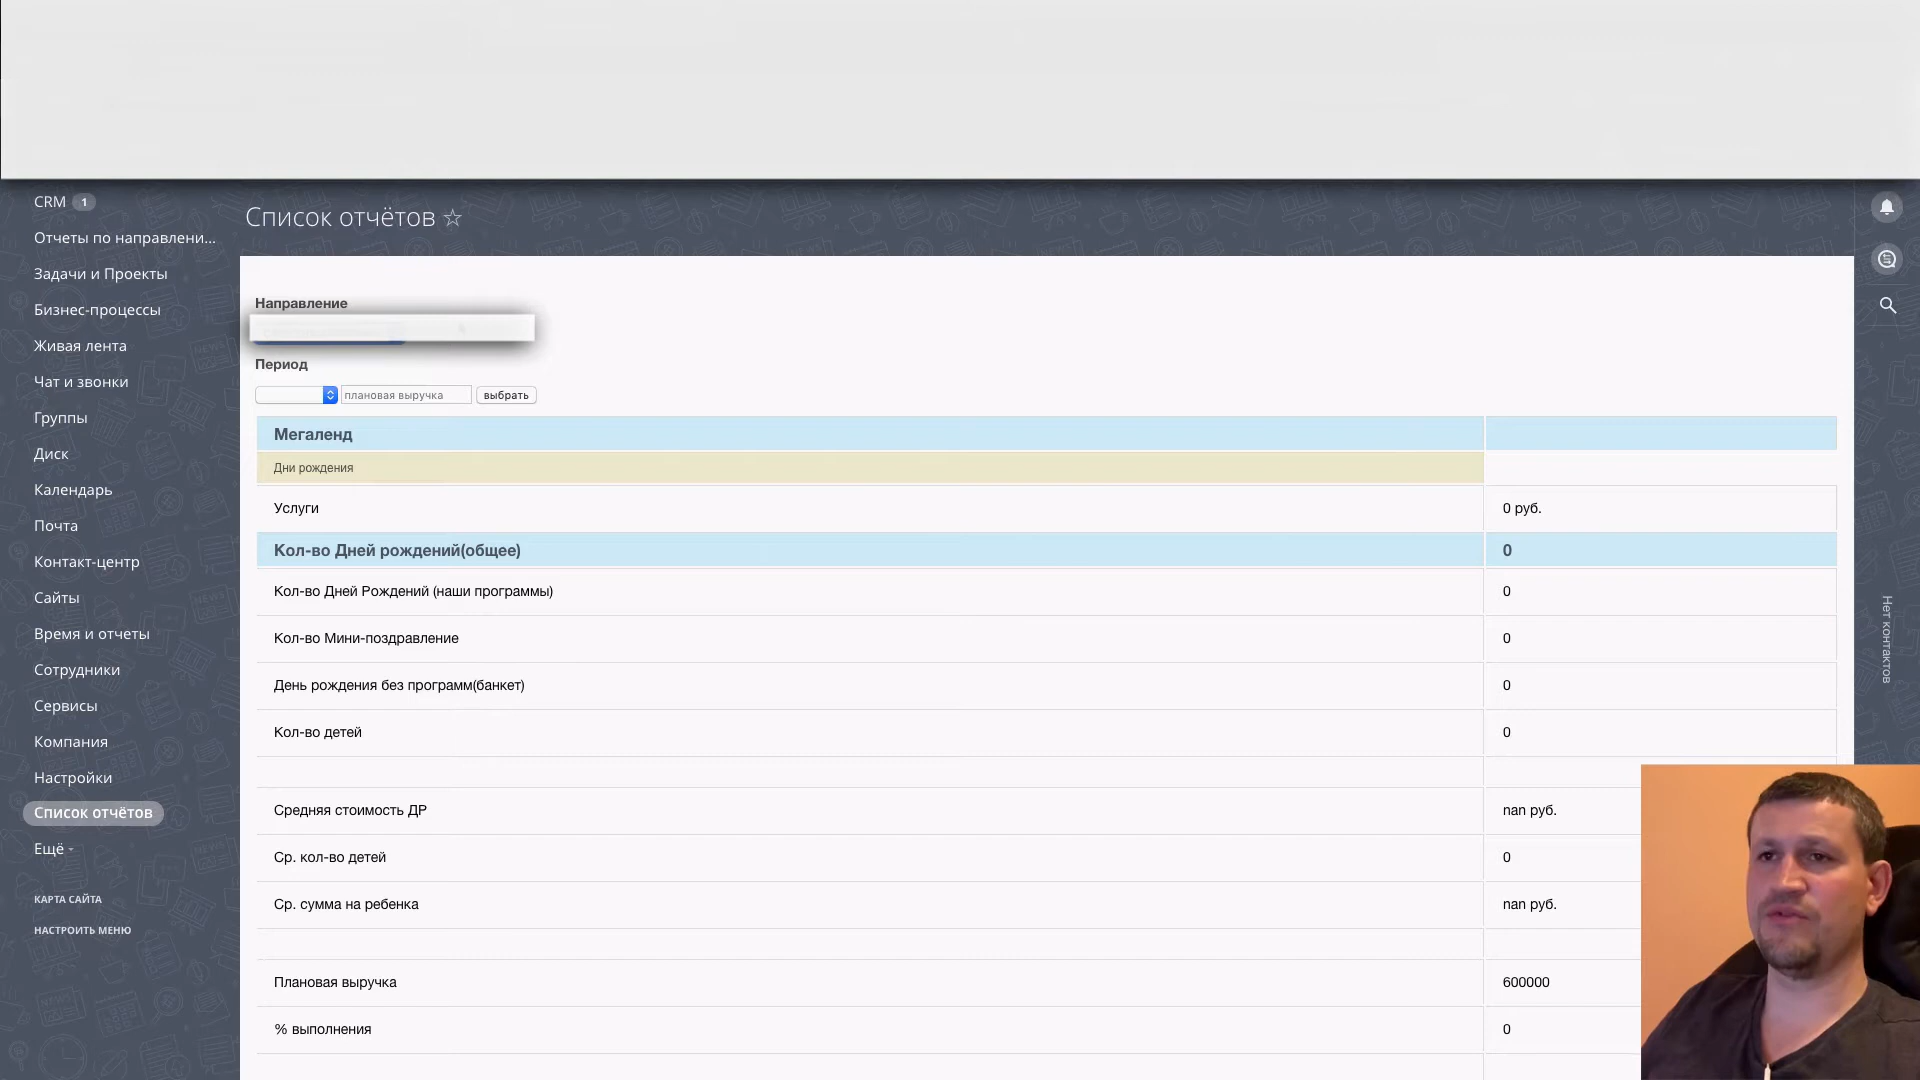 CRM 1
Отчеты по направлени...
Задачи и Проекты
Бизнес-процессы
Живая лента
Чат и звонки
Группы
Диск
Календарь
Почта
Контакт-центр
Сайты
Время и отчеты
Сотрудники
Сервисы
Компания
Настройки
Список отчётов
Ещё
КАРТА САЙТА
НАСТРОИТЬ МЕНЮ
Список отчётов ☆
Направление
Период
плановая выручка выбрать
Мегаленд
Дни рождения
Услуги 0 руб.
Кол-во Дней рождений(общее) 0
Кол-во Дней Рождений (наши программы) 0
Кол-во Мини-поздравление 0
День рождения без программ(банкет) 0
Кол-во детей 0
Средняя стоимость ДР nan руб.
Ср. кол-во детей 0
Ср. сумма на ребенка nan руб.
Плановая выручка 600000
% выполнения 0
Нет контактов